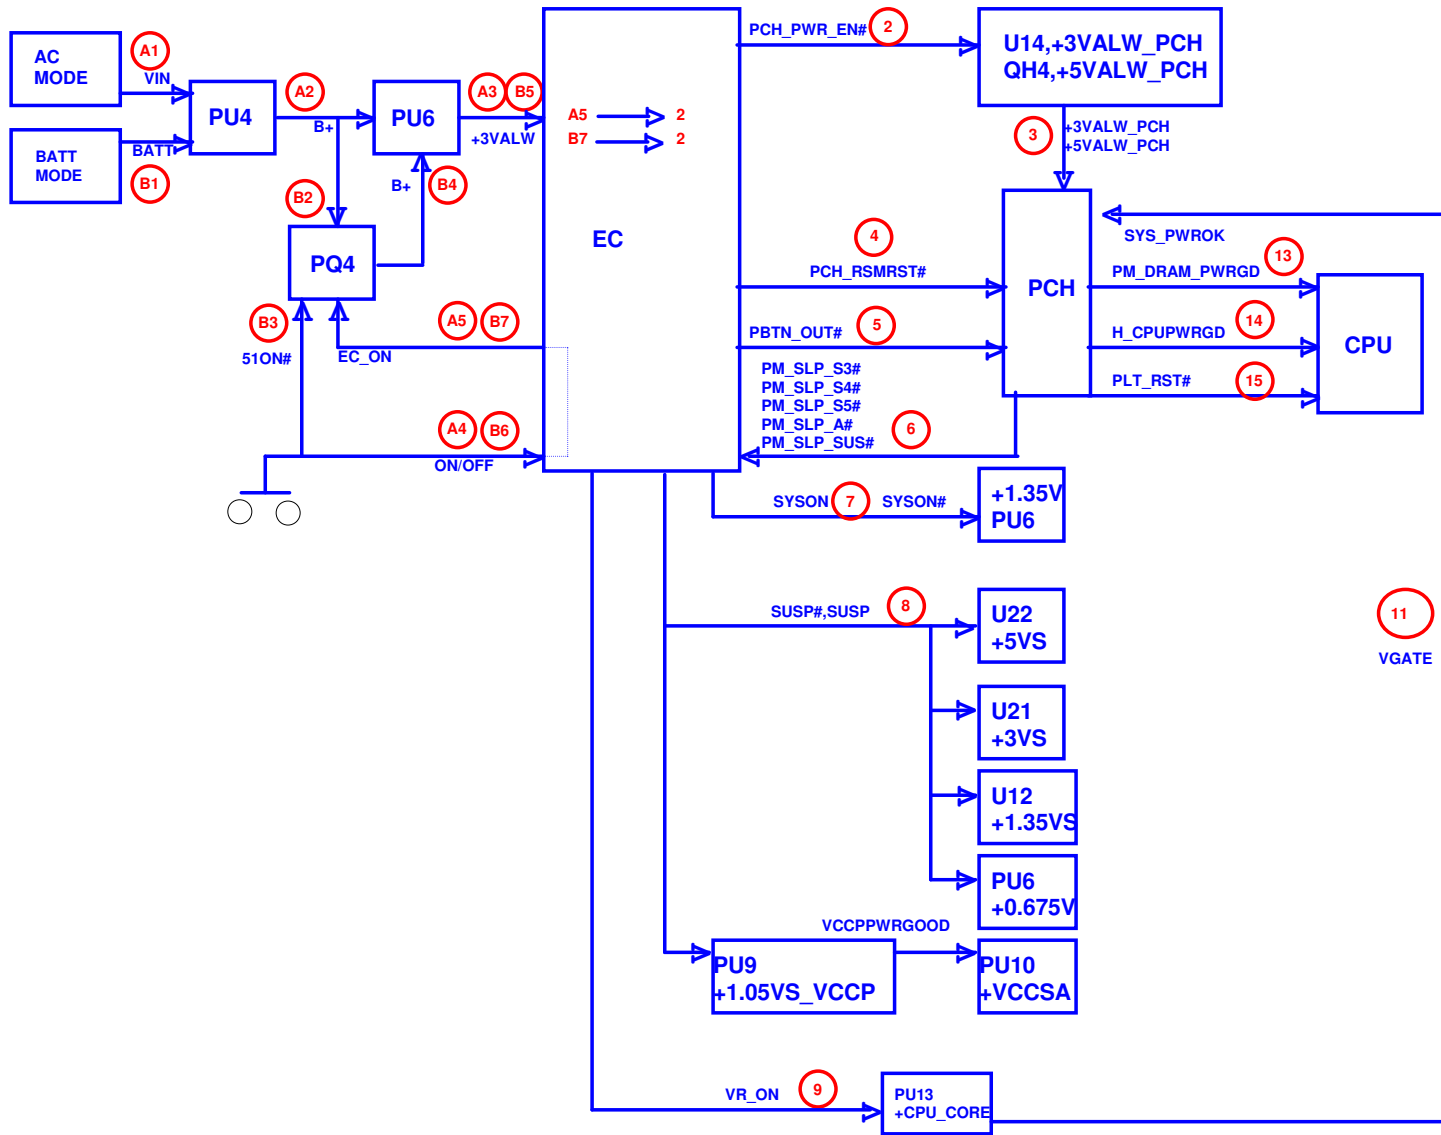 AC
MODE
A1
VIN
BATT
MODE
BATT
B1
PU4
A2
B+
PU6
A3
B5
+3VALW
B2
B+
B4
PQ4
B3
51ON#
A5
B7
EC_ON
A4
B6
ON/OFF
A5
2
B7
2
EC
PCH_PWR_EN#
2
U14,+3VALW_PCH
QH4,+5VALW_PCH
3
+3VALW_PCH
+5VALW_PCH
4
PCH_RSMRST#
PBTN_OUT#
5
PCH
SYS_PWROK
PM_DRAM_PWRGD
13
H_CPUPWRGD
14
PLT_RST#
15
CPU
PM_SLP_S3#
PM_SLP_S4#
PM_SLP_S5#
PM_SLP_A#
PM_SLP_SUS#
6
SYSON
7
SYSON#
+1.35V
PU6
SUSP#,SUSP
8
U22
+5VS
11
VGATE
U21
+3VS
U12
+1.35VS
PU6
+0.675V
VCCPPWRGOOD
PU9
+1.05VS_VCCP
PU10
+VCCSA
VR_ON
9
PU13
+CPU_CORE